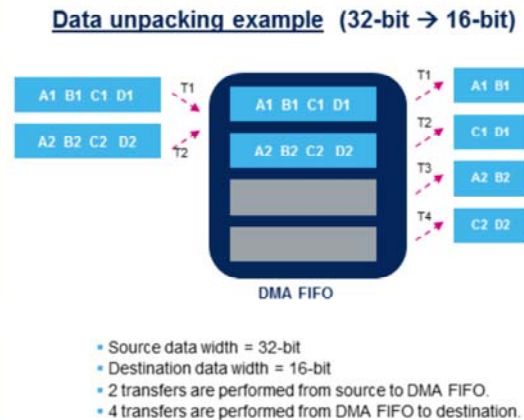 Data unpacking example (32-bit → 16-bit)
T1
A1 B1 C1 D1
A2 B2 C2 D2
T2
A1 B1 C1 D1
A2 B2 C2 D2
DMA FIFO
T1
A1 B1
T2
C1 D1
T3
A2 B2
T4
C2 D2
▪ Source data width = 32-bit
▪ Destination data width = 16-bit
▪ 2 transfers are performed from source to DMA FIFO.
▪ 4 transfers are performed from DMA FIFO to destination.